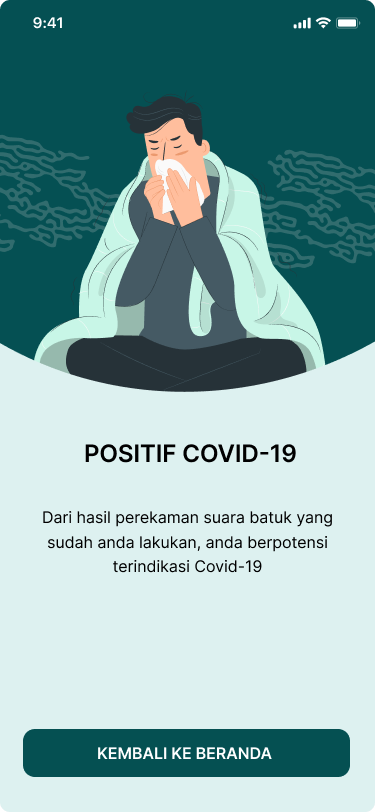 9:41
POSITIF COVID-19
Dari hasil perekaman suara batuk yang
sudah anda lakukan, anda berpotensi
terindikasi Covid-19
KEMBALI KE BERANDA